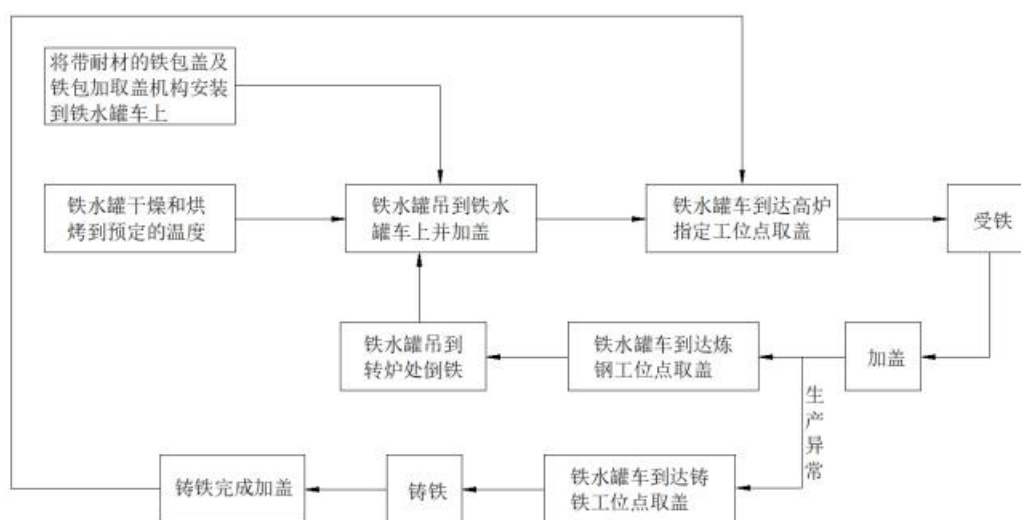 将带耐材的铁包盖及
铁包加取盖机构安装
到铁水罐车上
铁水罐干燥和烘
烤到预定的温度
铁水罐吊到铁水
罐车上并加盖
铁水罐车到达高炉
指定工位点取盖
受铁
铁水罐吊到
转炉处倒铁
铁水罐车到达炼
钢工位点取盖
加盖
生产异常
铸铁完成加盖
铸铁
铁水罐车到达铸
铁工位点取盖